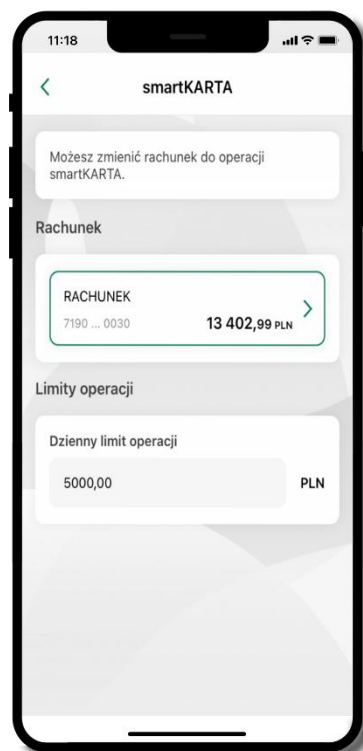 11:18
smartKARTA
Możesz zmienić rachunek do operacji
smartKARTA.
Rachunek
RACHUNEK
7190 ... 0030 13 402,99 PLN
Limity operacji
Dzienny limit operacji
5000,00 PLN